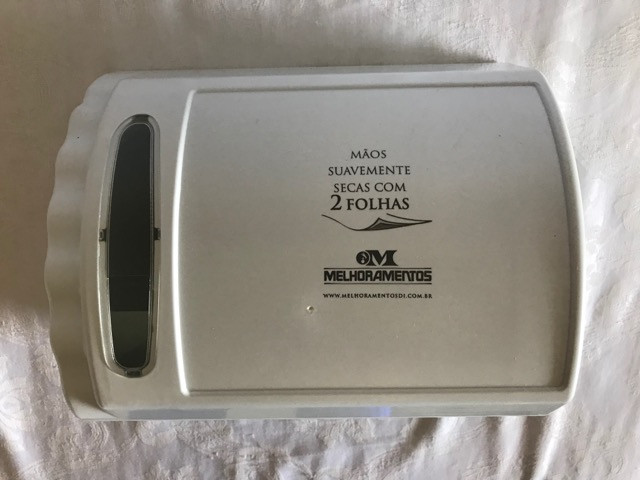 MÃOS
SUAVEMENTE
SECAS COM
2 FOLHAS
M
MELHORAMENTOS
WWW.MELHORAMENTOSDI.COM.BR